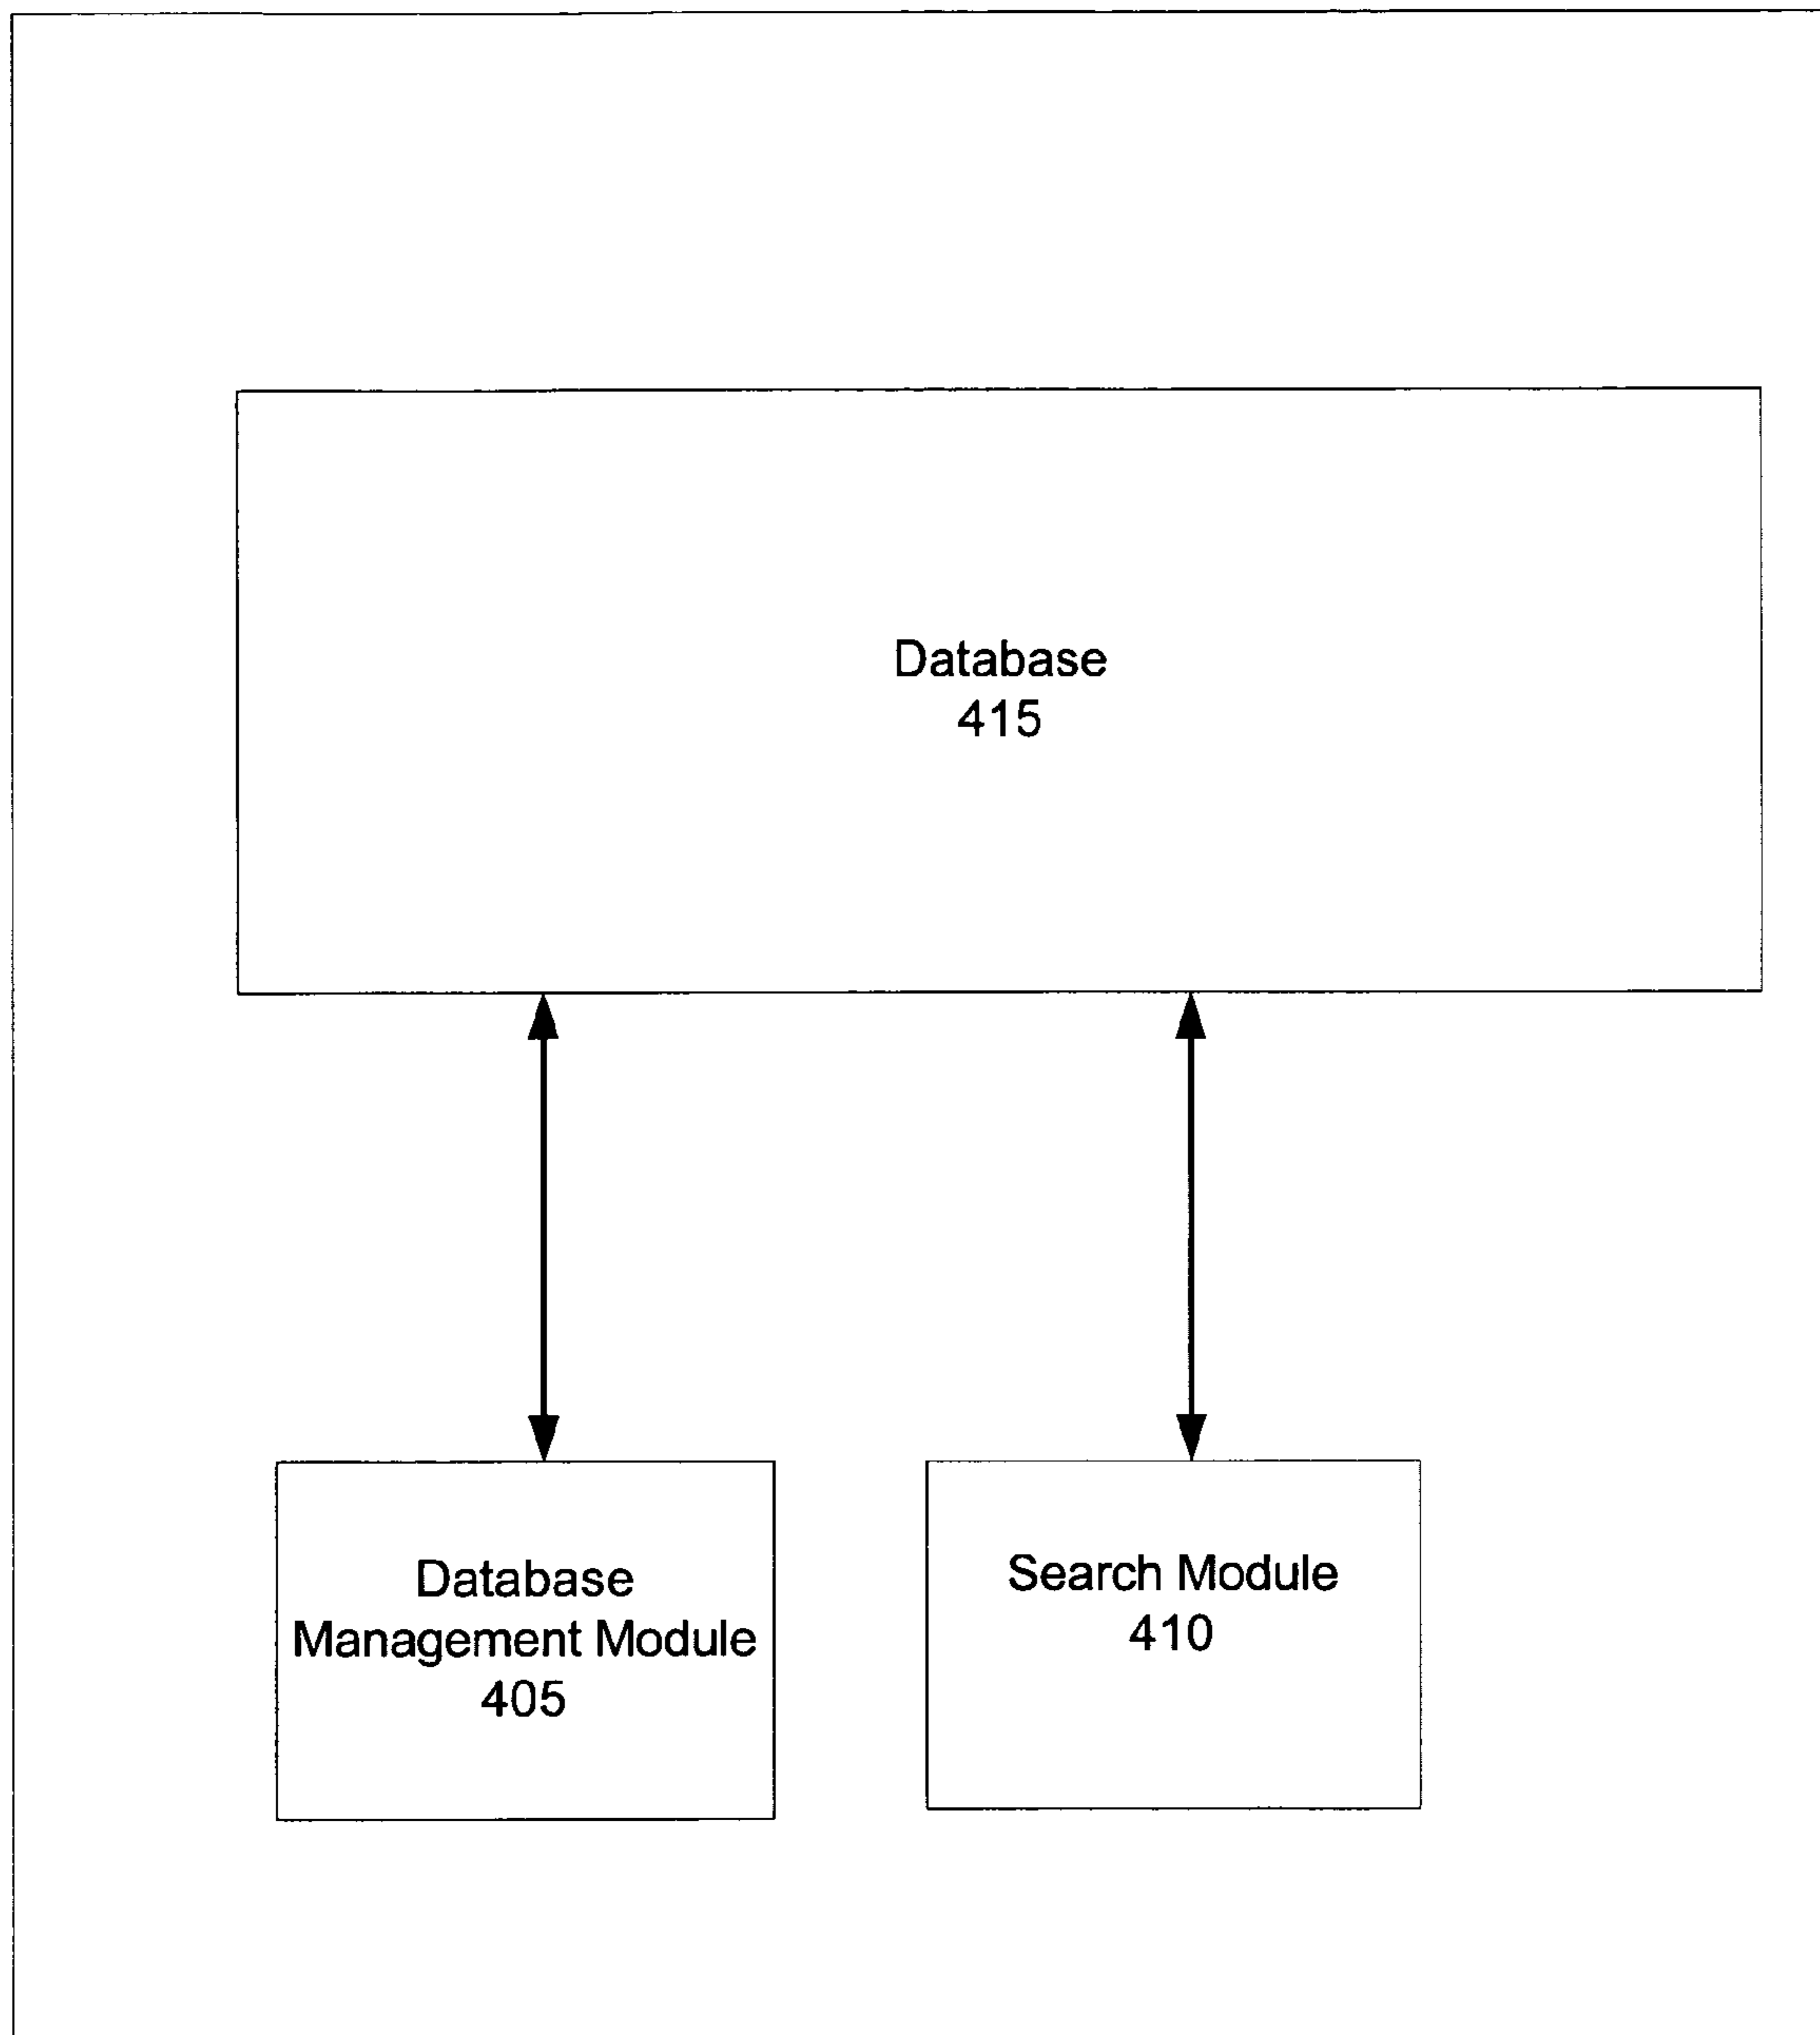 Database
415
Database
Management Module
405
Search Module
410